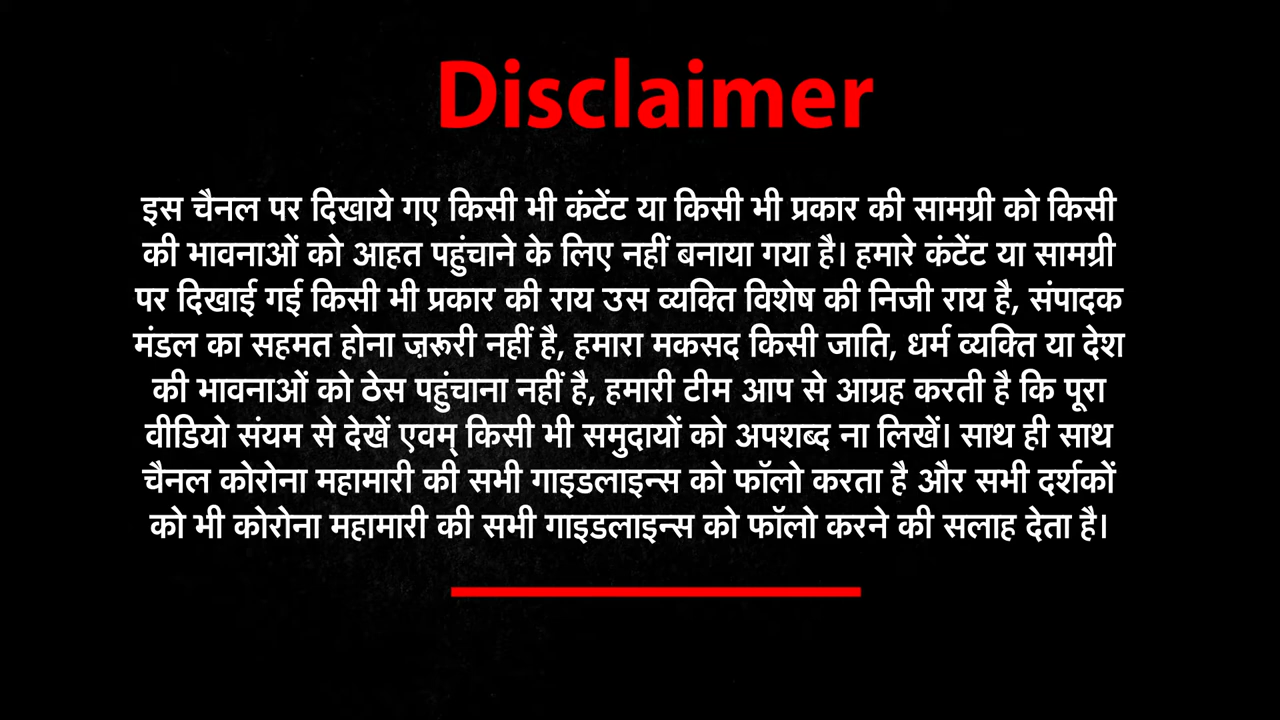 Disclaimer
इस चैनल पर दिखाये गए किसी भी कंटेंट या किसी भी प्रकार की सामग्री को किसी
की भावनाओं को आहत पहुंचाने के लिए नहीं बनाया गया है। हमारे कंटेंट या सामग्री
पर दिखाई गई किसी भी प्रकार की राय उस व्यक्ति विशेष की निजी राय है, संपादक
मंडल का सहमत होना ज़रूरी नहीं है, हमारा मकसद किसी जाति, धर्म व्यक्ति या देश
की भावनाओं को ठेस पहुंचाना नहीं है, हमारी टीम आप से आग्रह करती है कि पूरा
वीडियो संयम से देखें एवम् किसी भी समुदायों को अपशब्द ना लिखें। साथ ही साथ
चैनल कोरोना महामारी की सभी गाइडलाइन्स को फॉलो करता है और सभी दर्शकों
को भी कोरोना महामारी की सभी गाइडलाइन्स को फॉलो करने की सलाह देता है।